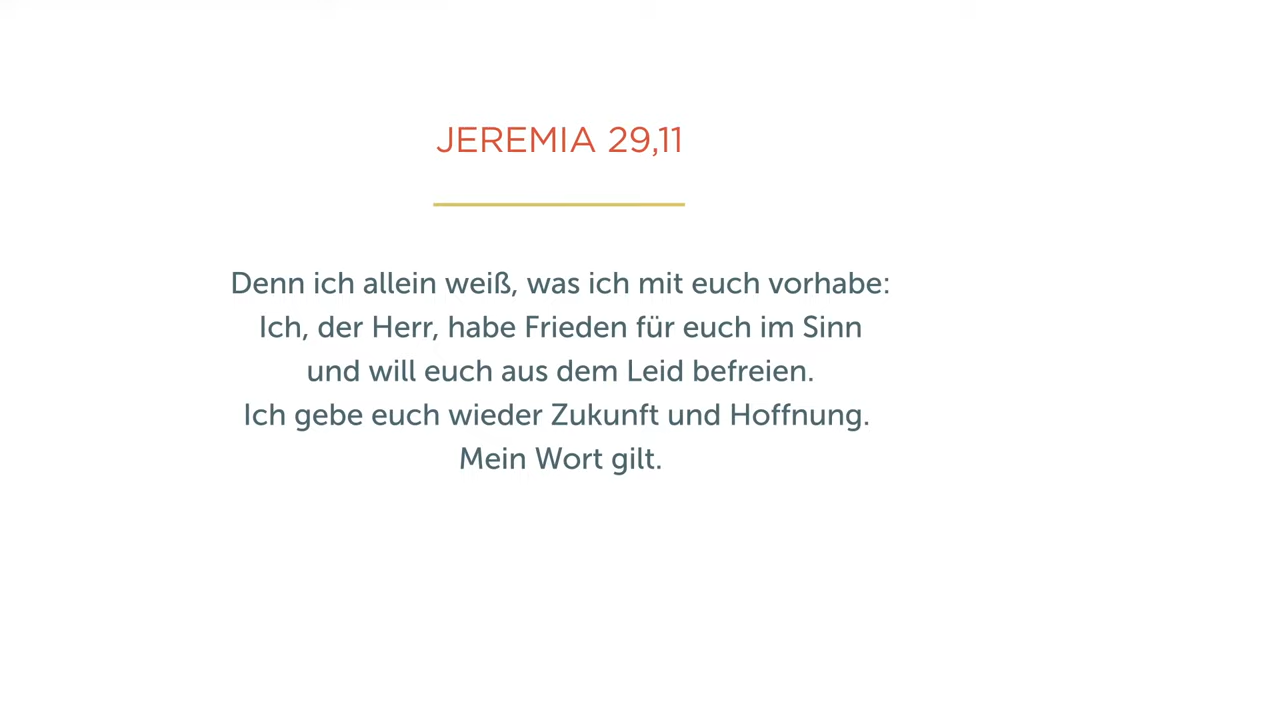 JEREMIA 29,11
Denn ich allein weiß, was ich mit euch vorhabe:
Ich, der Herr, habe Frieden für euch im Sinn
und will euch aus dem Leid befreien.
Ich gebe euch wieder Zukunft und Hoffnung.
Mein Wort gilt.